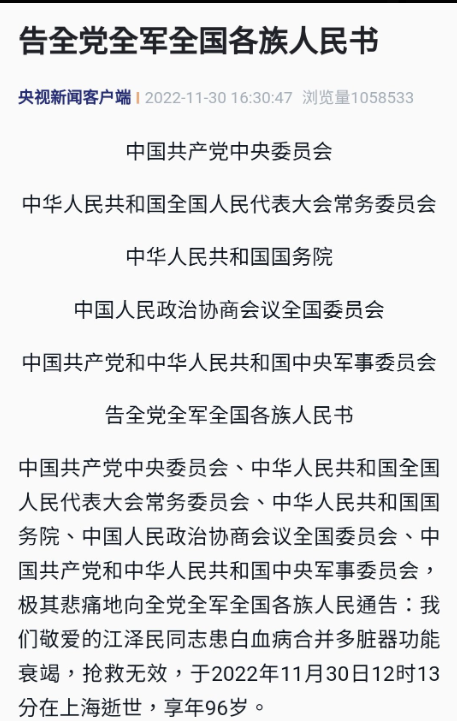 告全党全军全国各族人民书
央视新闻客户端 | 2022-11-30 16:30:47 浏览量1058533
中国共产党中央委员会
中华人民共和国全国人民代表大会常务委员会
中华人民共和国国务院
中国人民政治协商会议全国委员会
中国共产党和中华人民共和国中央军事委员会
告全党全军全国各族人民书
中国共产党中央委员会、中华人民共和国全国
人民代表大会常务委员会、中华人民共和国国
务院、中国人民政治协商会议全国委员会、中
国共产党和中华人民共和国中央军事委员会，
极其悲痛地向全党全军全国各族人民通告：我
们敬爱的江泽民同志患白血病合并多脏器功能
衰竭，抢救无效，于2022年11月30日12时13
分在上海逝世，享年96岁。